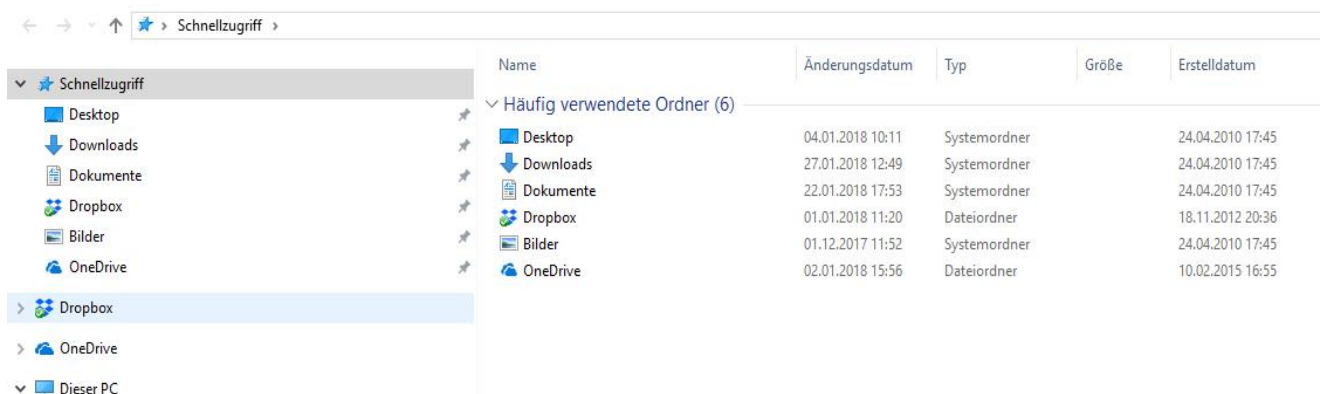 Schnellzugriff
Schnellzugriff
Desktop
Downloads
Dokumente
Dropbox
Bilder
OneDrive
Dropbox
OneDrive
Dieser PC
Name Änderungsdatum Typ Größe Erstelldatum
Häufig verwendete Ordner (6)
Desktop 04.01.2018 10:11 Systemordner 24.04.2010 17:45
Downloads 27.01.2018 12:49 Systemordner 24.04.2010 17:45
Dokumente 22.01.2018 17:53 Systemordner 24.04.2010 17:45
Dropbox 01.01.2018 11:20 Dateiordner 18.11.2012 20:36
Bilder 01.12.2017 11:52 Systemordner 24.04.2010 17:45
OneDrive 02.01.2018 15:56 Dateiordner 10.02.2015 16:55